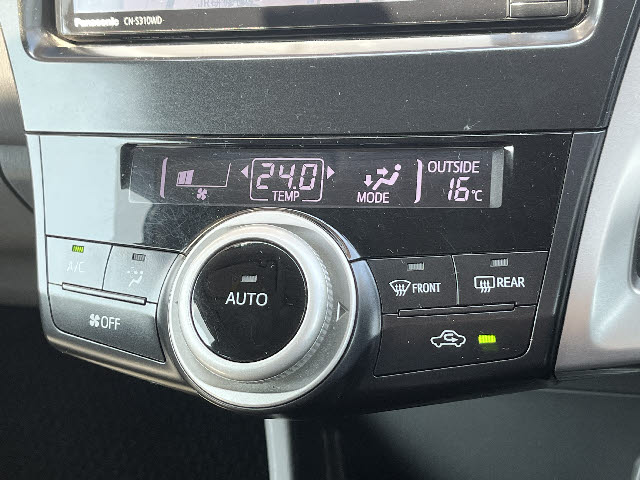 Panasonic CN-S310WD
24.0
TEMP
MODE
OUTSIDE
16°C
A/C
OFF
AUTO
FRONT
REAR